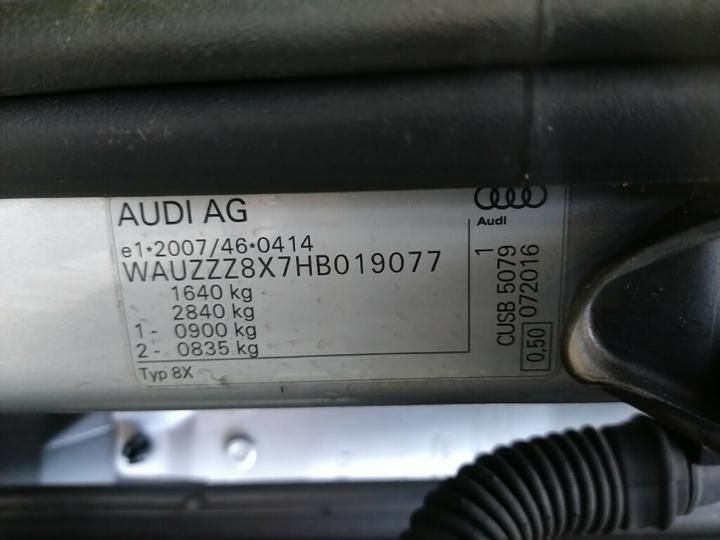 AUDI AG
Audi
e1*2007/46*0414
WAUZZZ8X7HB019077
1640 kg
2840 kg
1- 0900 kg
2- 0835 kg
Typ 8X
1
CUSB 5079
072016
0,50